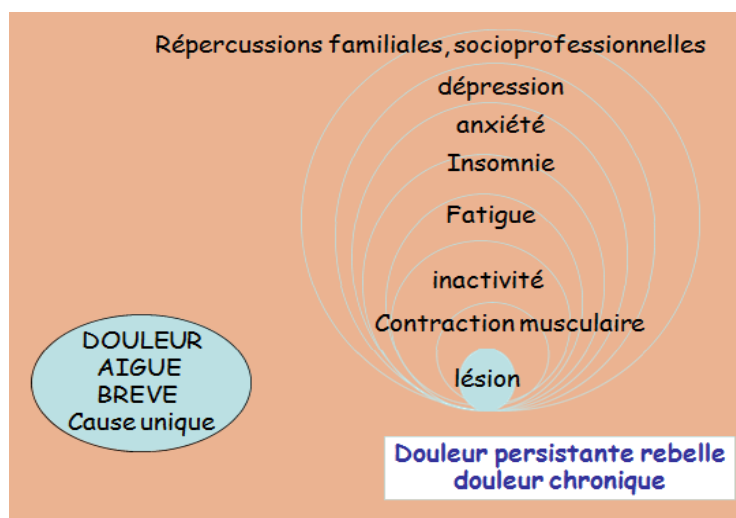 Répercussions familiales, socioprofessionnelles
dépression
anxiété
Insomnie
Fatigue
inactivité
Contraction musculaire
lésion
DOULEUR
AIGUE
BREVE
Cause unique
Douleur persistante rebelle
douleur chronique